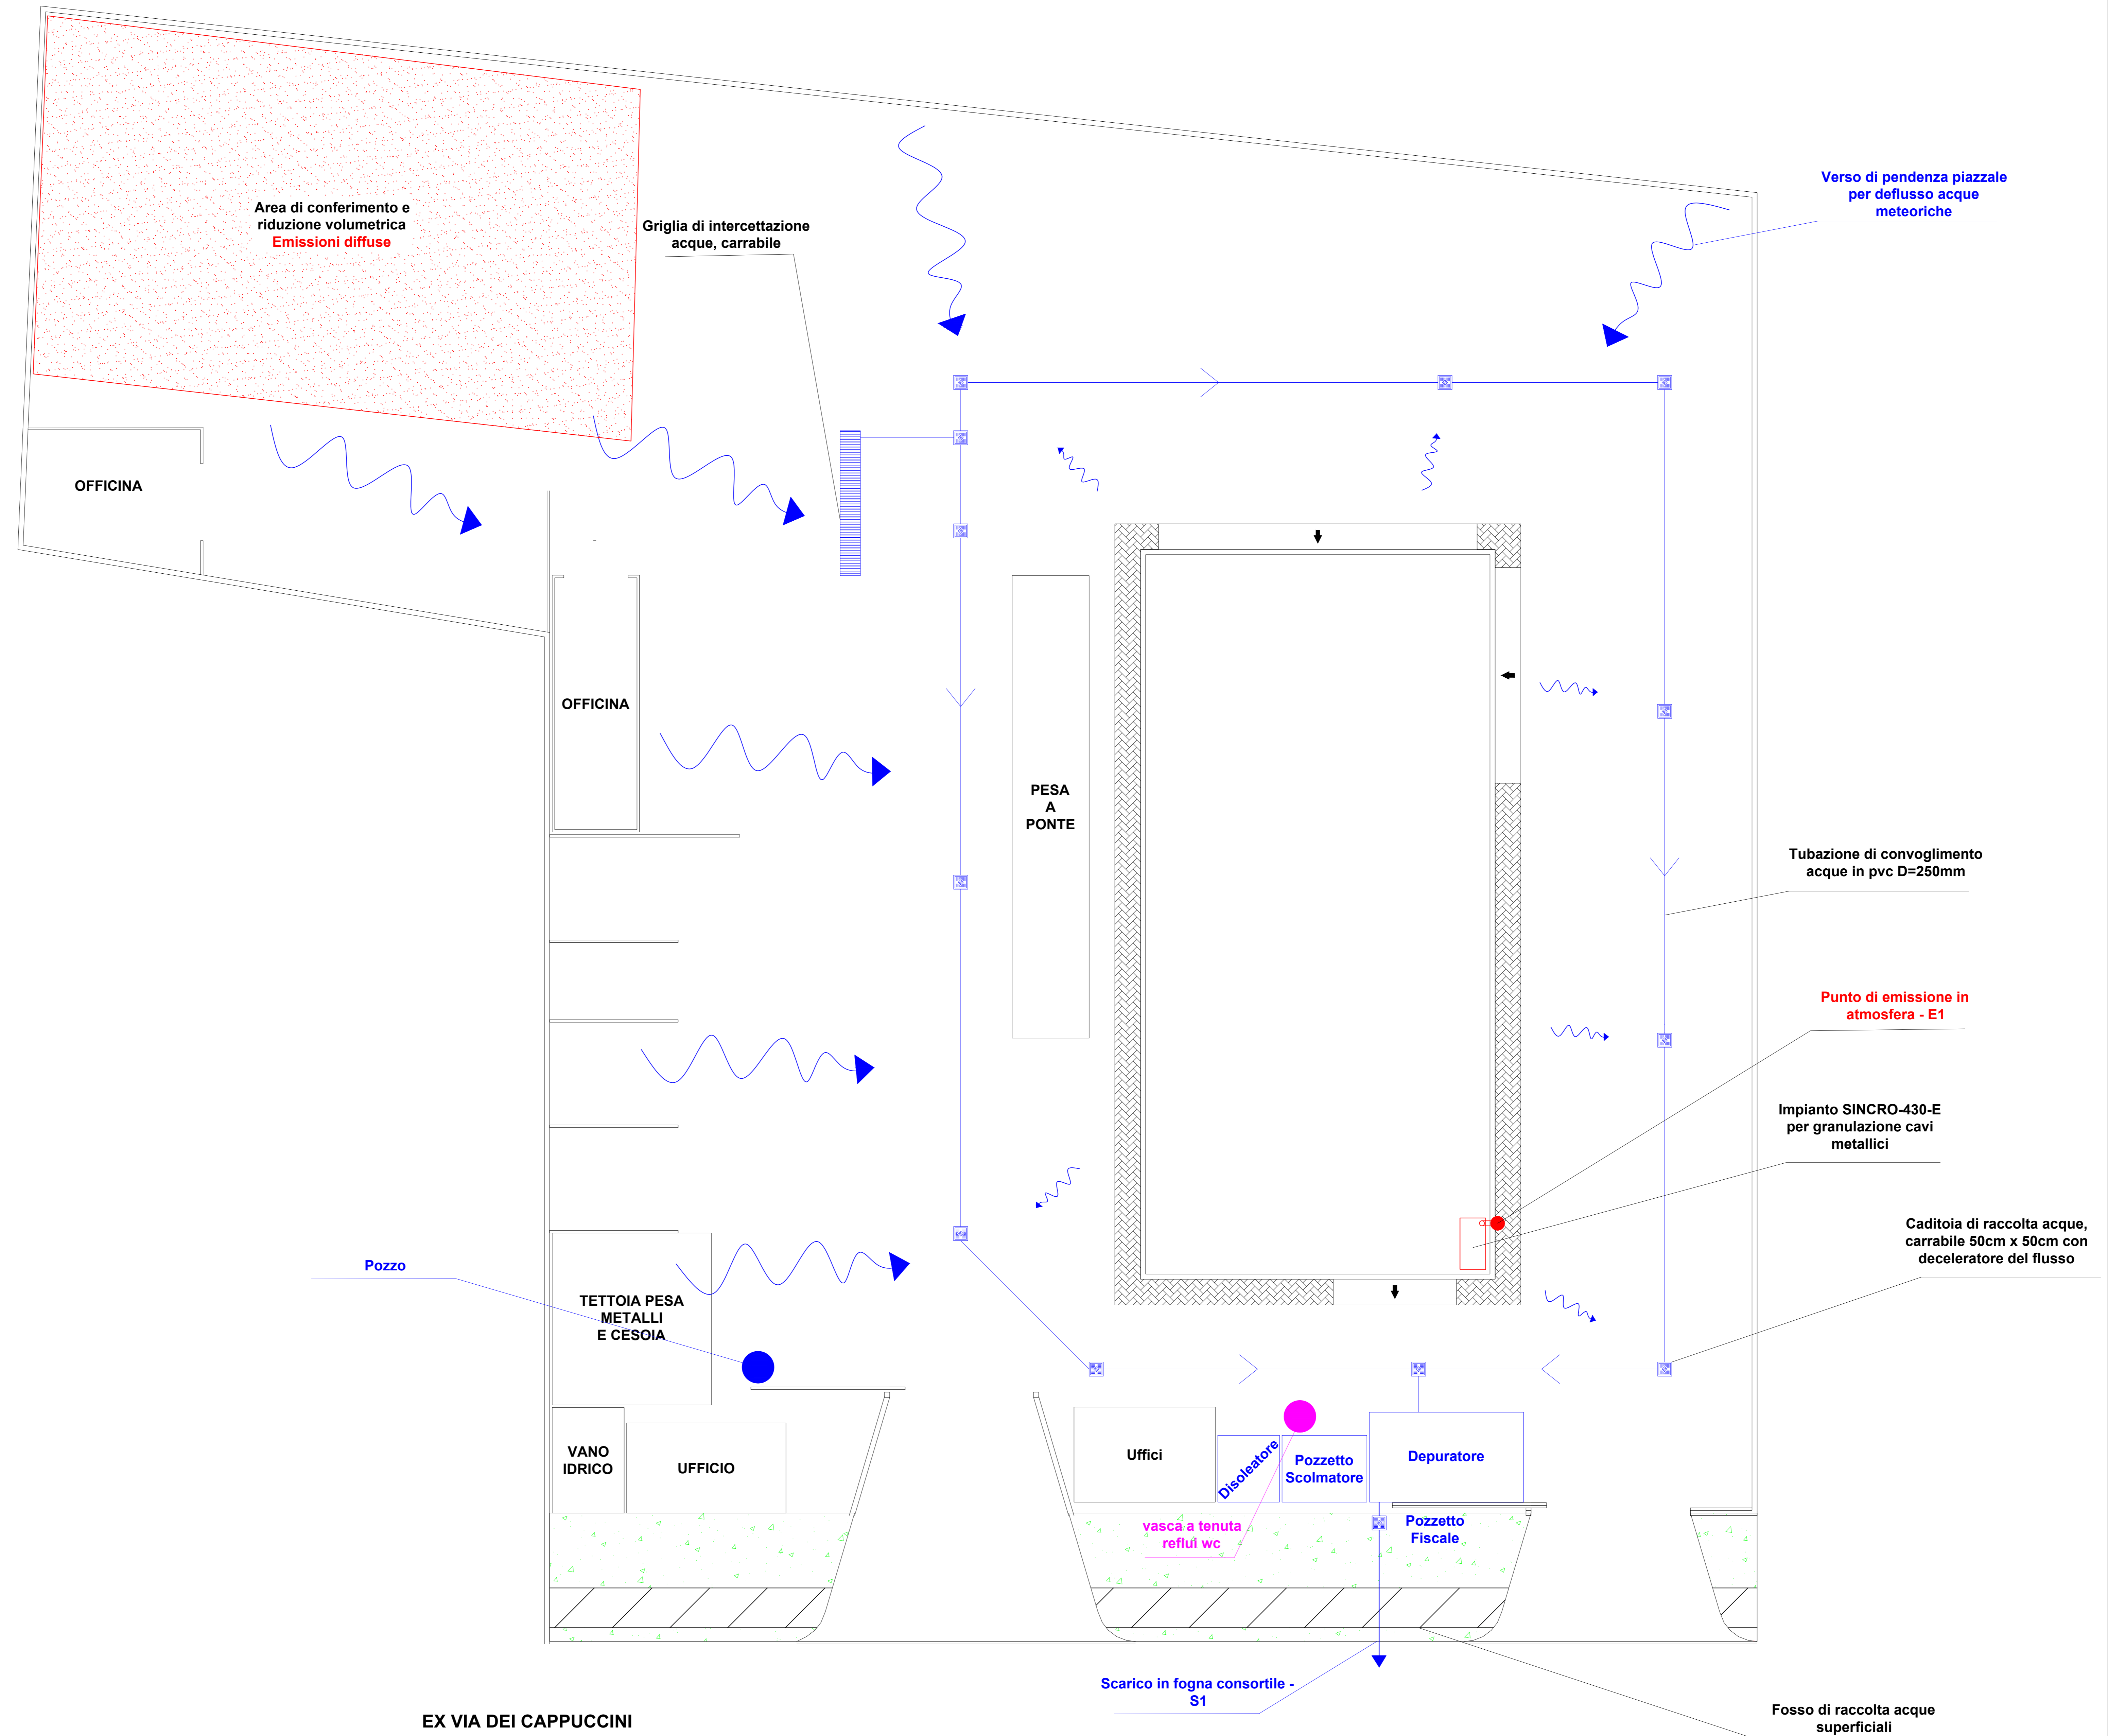 Verso di pendenza piazzale
per deflusso acque
meteoriche
Area di conferimento e
riduzione volumetrica
Emissioni diffuse
Griglia di intercettazione
acque, carrabile
OFFICINA
OFFICINA
PESA
A
PONTE
Tubazione di convoglimento
acque in pvc D=250mm
Punto di emissione in
atmosfera - E1
Impianto SINCRO-430-E
per granulazione cavi
metallici
Caditoia di raccolta acque,
carrabile 50cm x 50cm con
deceleratore del flusso
Pozzo
TETTOIA PESA
METALLI
E CESOIA
VANO
IDRICO
UFFICIO
Uffici
Disoleatore
Pozzetto
Scolmatore
Depuratore
vasca a tenuta
reflui wc
Pozzetto
Fiscale
Scarico in fogna consortile -
S1
EX VIA DEI CAPPUCCINI
Fosso di raccolta acque
superficiali